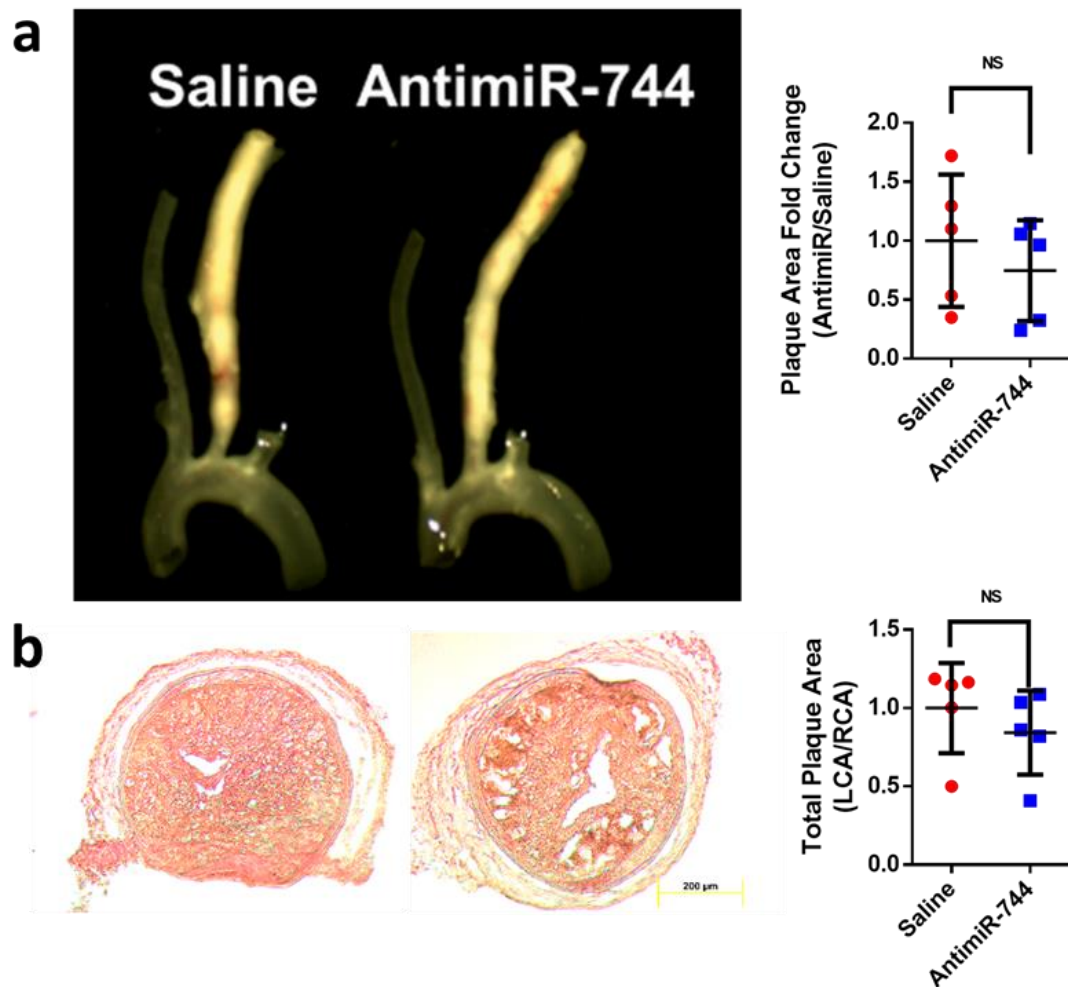 a
Saline AntimiR-744
NS
Plaque Area Fold Change
(AntimiR/Saline)
2.0
1.5
1.0
0.5
0.0
Saline
AntimiR-744
b
200 µm
NS
Total Plaque Area
(LCA/RCA)
1.5
1.0
0.5
0.0
Saline
AntimiR-744